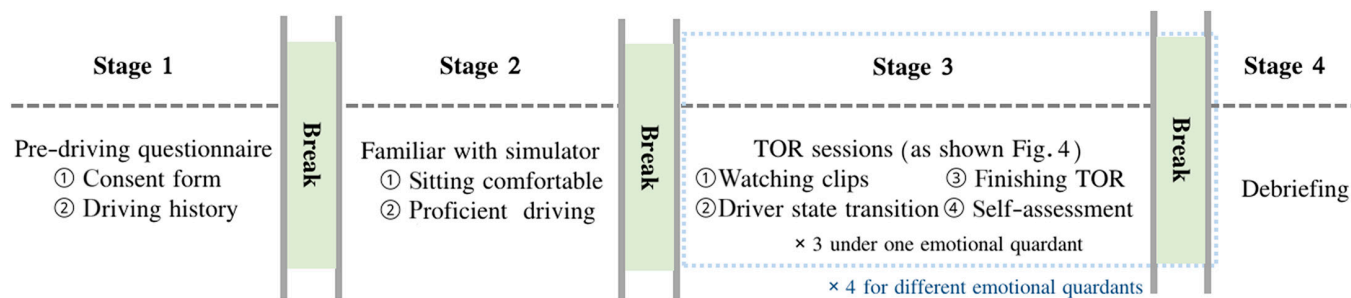 Stage 1
Pre-driving questionnaire
① Consent form
② Driving history
Break
Stage 2
Familiar with simulator
① Sitting comfortable
② Proficient driving
Break
Stage 3
TOR sessions (as shown Fig. 4)
①Watching clips ③ Finishing TOR
②Driver state transition ④ Self-assessment
× 3 under one emotional quardant
Break
× 4 for different emotional quardants
Stage 4
Debriefing